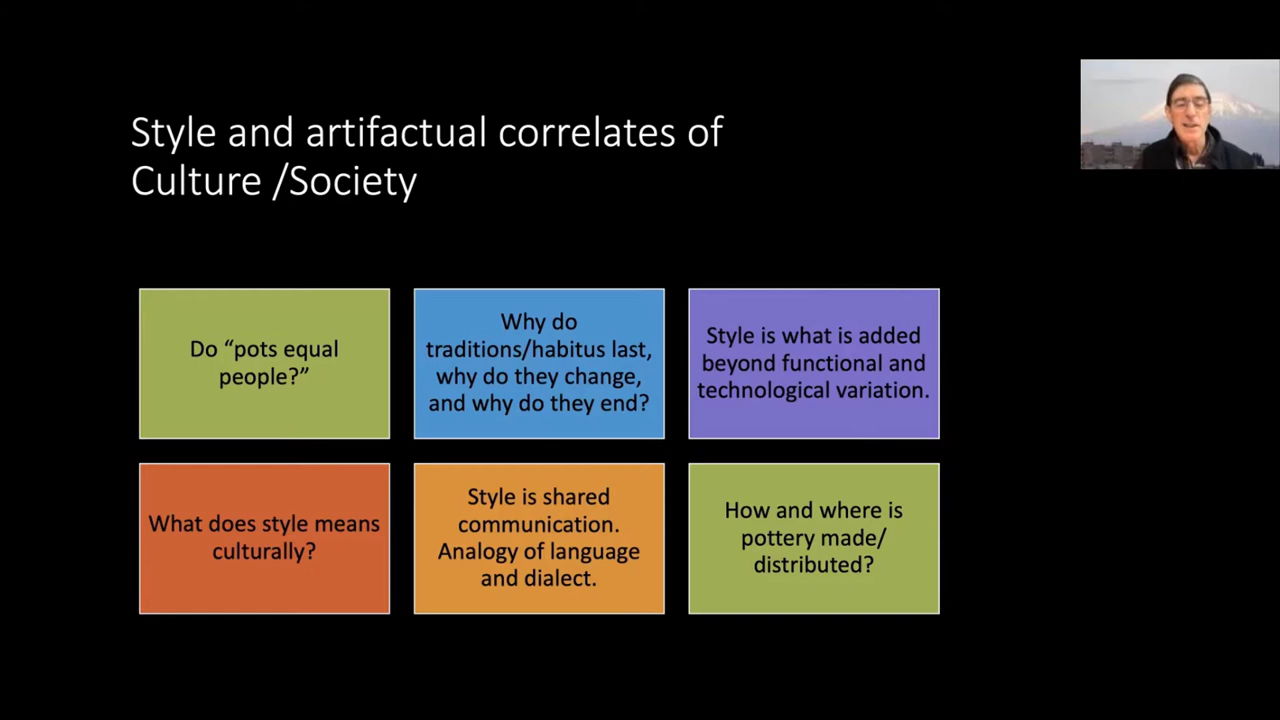 Style and artifactual correlates of
Culture /Society
Do “pots equal
people?”
Why do
traditions/habitus last,
why do they change,
and why do they end?
Style is what is added
beyond functional and
technological variation.
What does style means
culturally?
Style is shared
communication.
Analogy of language
and dialect.
How and where is
pottery made/
distributed?